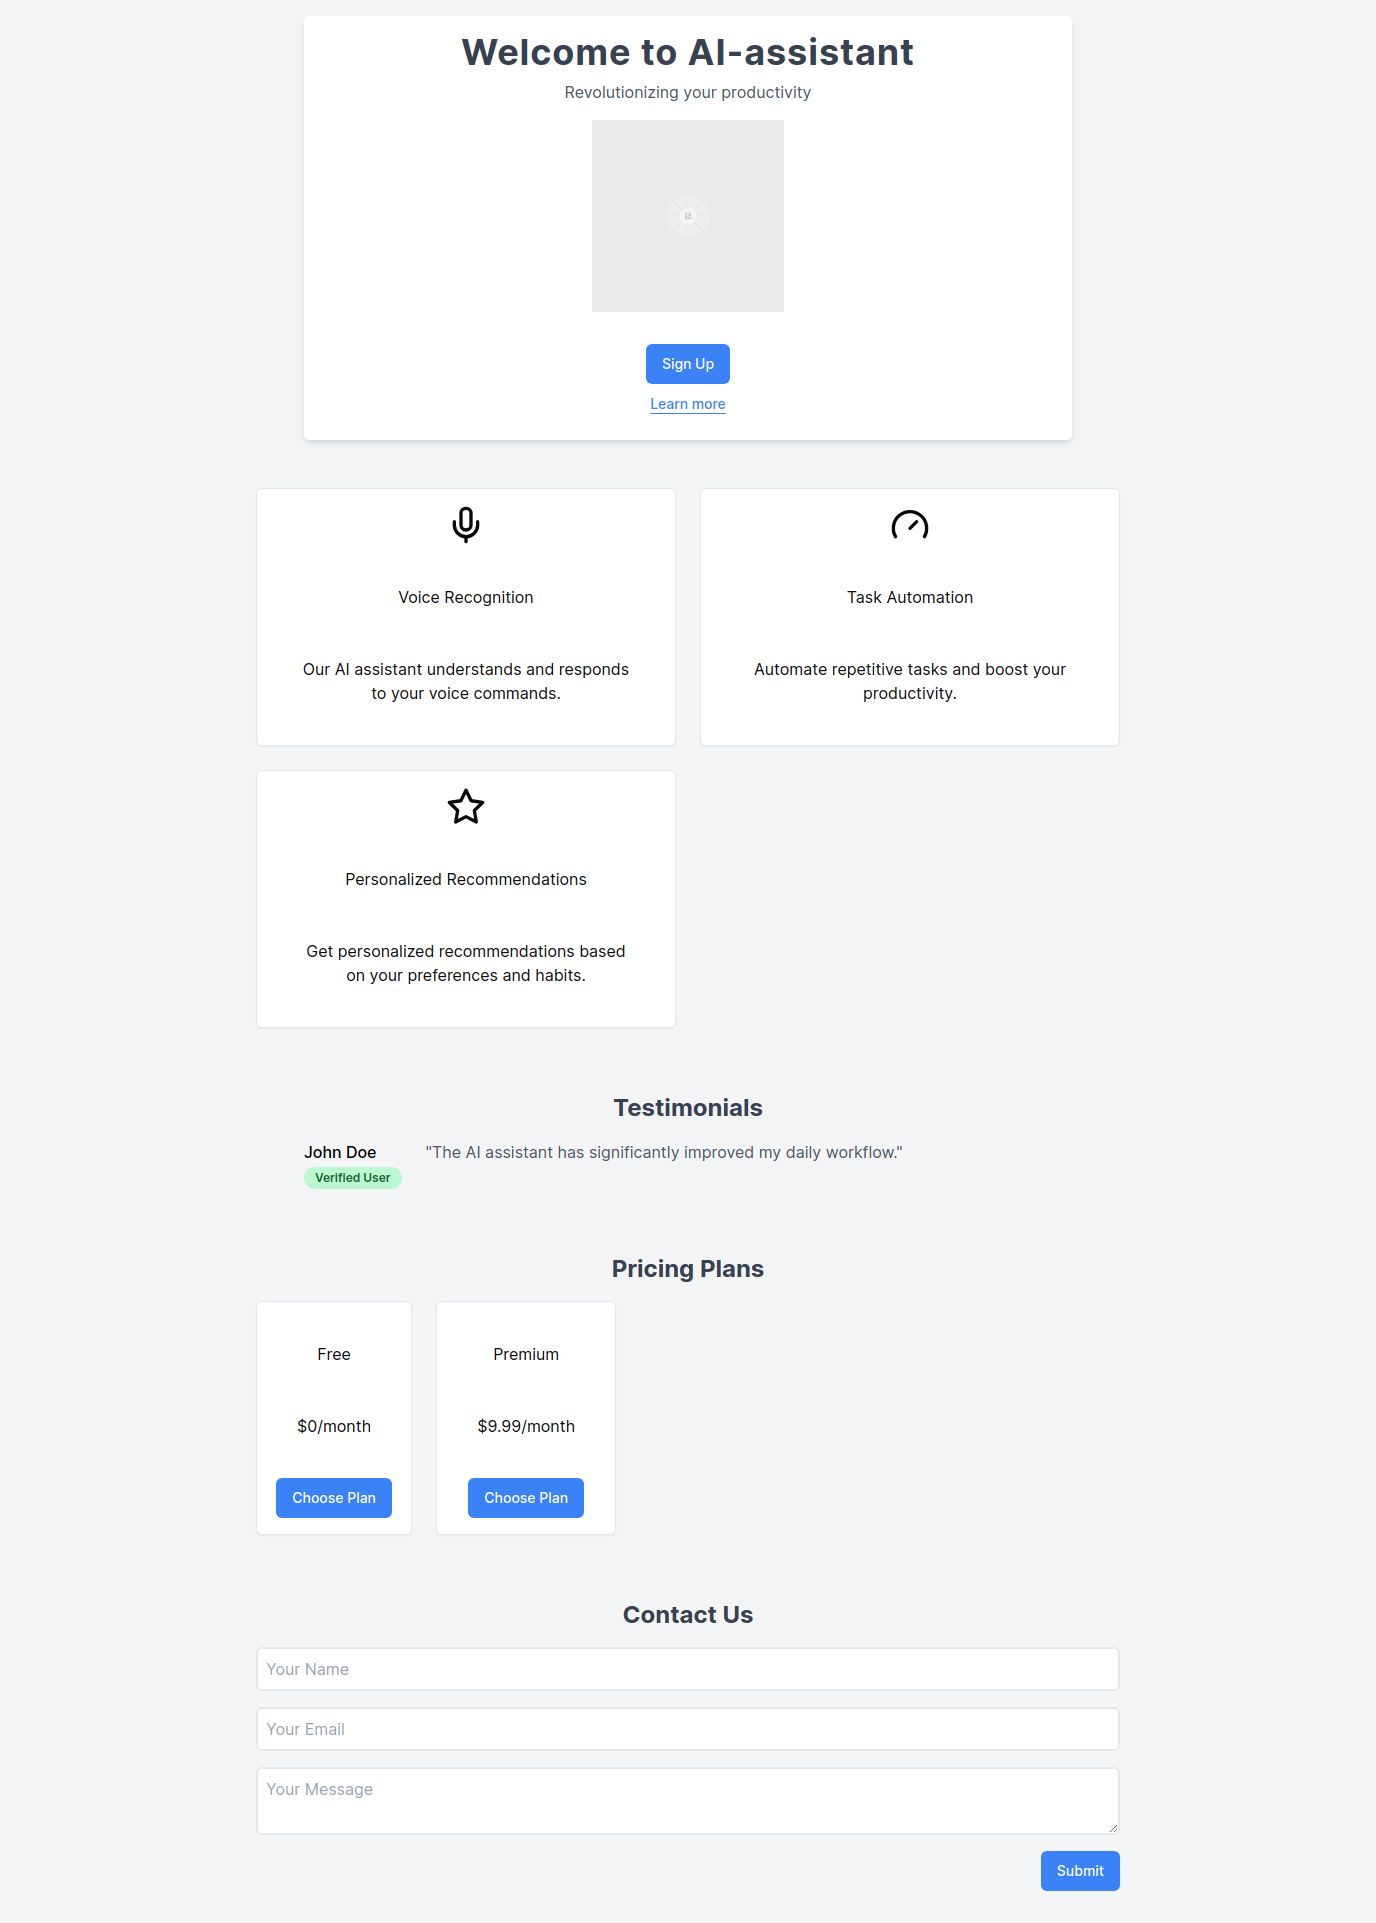 Welcome to AI-assistant
Revolutionizing your productivity
Sign Up
Learn more
Voice Recognition
Our AI assistant understands and responds
to your voice commands.
Task Automation
Automate repetitive tasks and boost your
productivity.
Personalized Recommendations
Get personalized recommendations based
on your preferences and habits.
Testimonials
John Doe
Verified User
"The AI assistant has significantly improved my daily workflow."
Pricing Plans
Free
$0/month
Choose Plan
Premium
$9.99/month
Choose Plan
Contact Us
Your Name
Your Email
Your Message
Submit